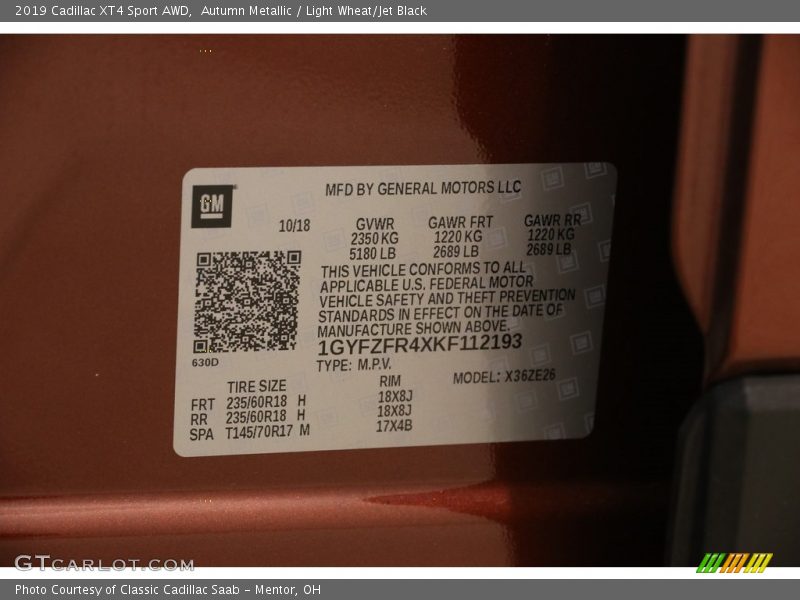 2019 Cadillac XT4 Sport AWD,  Autumn Metallic / Light Wheat/Jet Black
GM
MFD BY GENERAL MOTORS LLC
10/18 GVWR GAWR FRT GAWR RR
2350 KG 1220 KG 1220 KG
5180 LB 2689 LB 2689 LB
THIS VEHICLE CONFORMS TO ALL
APPLICABLE U.S. FEDERAL MOTOR
VEHICLE SAFETY AND THEFT PREVENTION
STANDARDS IN EFFECT ON THE DATE OF
MANUFACTURE SHOWN ABOVE.
1GYFZFR4XKF112193
630D
TYPE: M.P.V. MODEL: X36ZE26
TIRE SIZE RIM
FRT 235/60R18 H 18X8J
RR 235/60R18 H 18X8J
SPA T145/70R17 M 17X4B
GTCARLOT.COM
Photo Courtesy of Classic Cadillac Saab - Mentor, OH